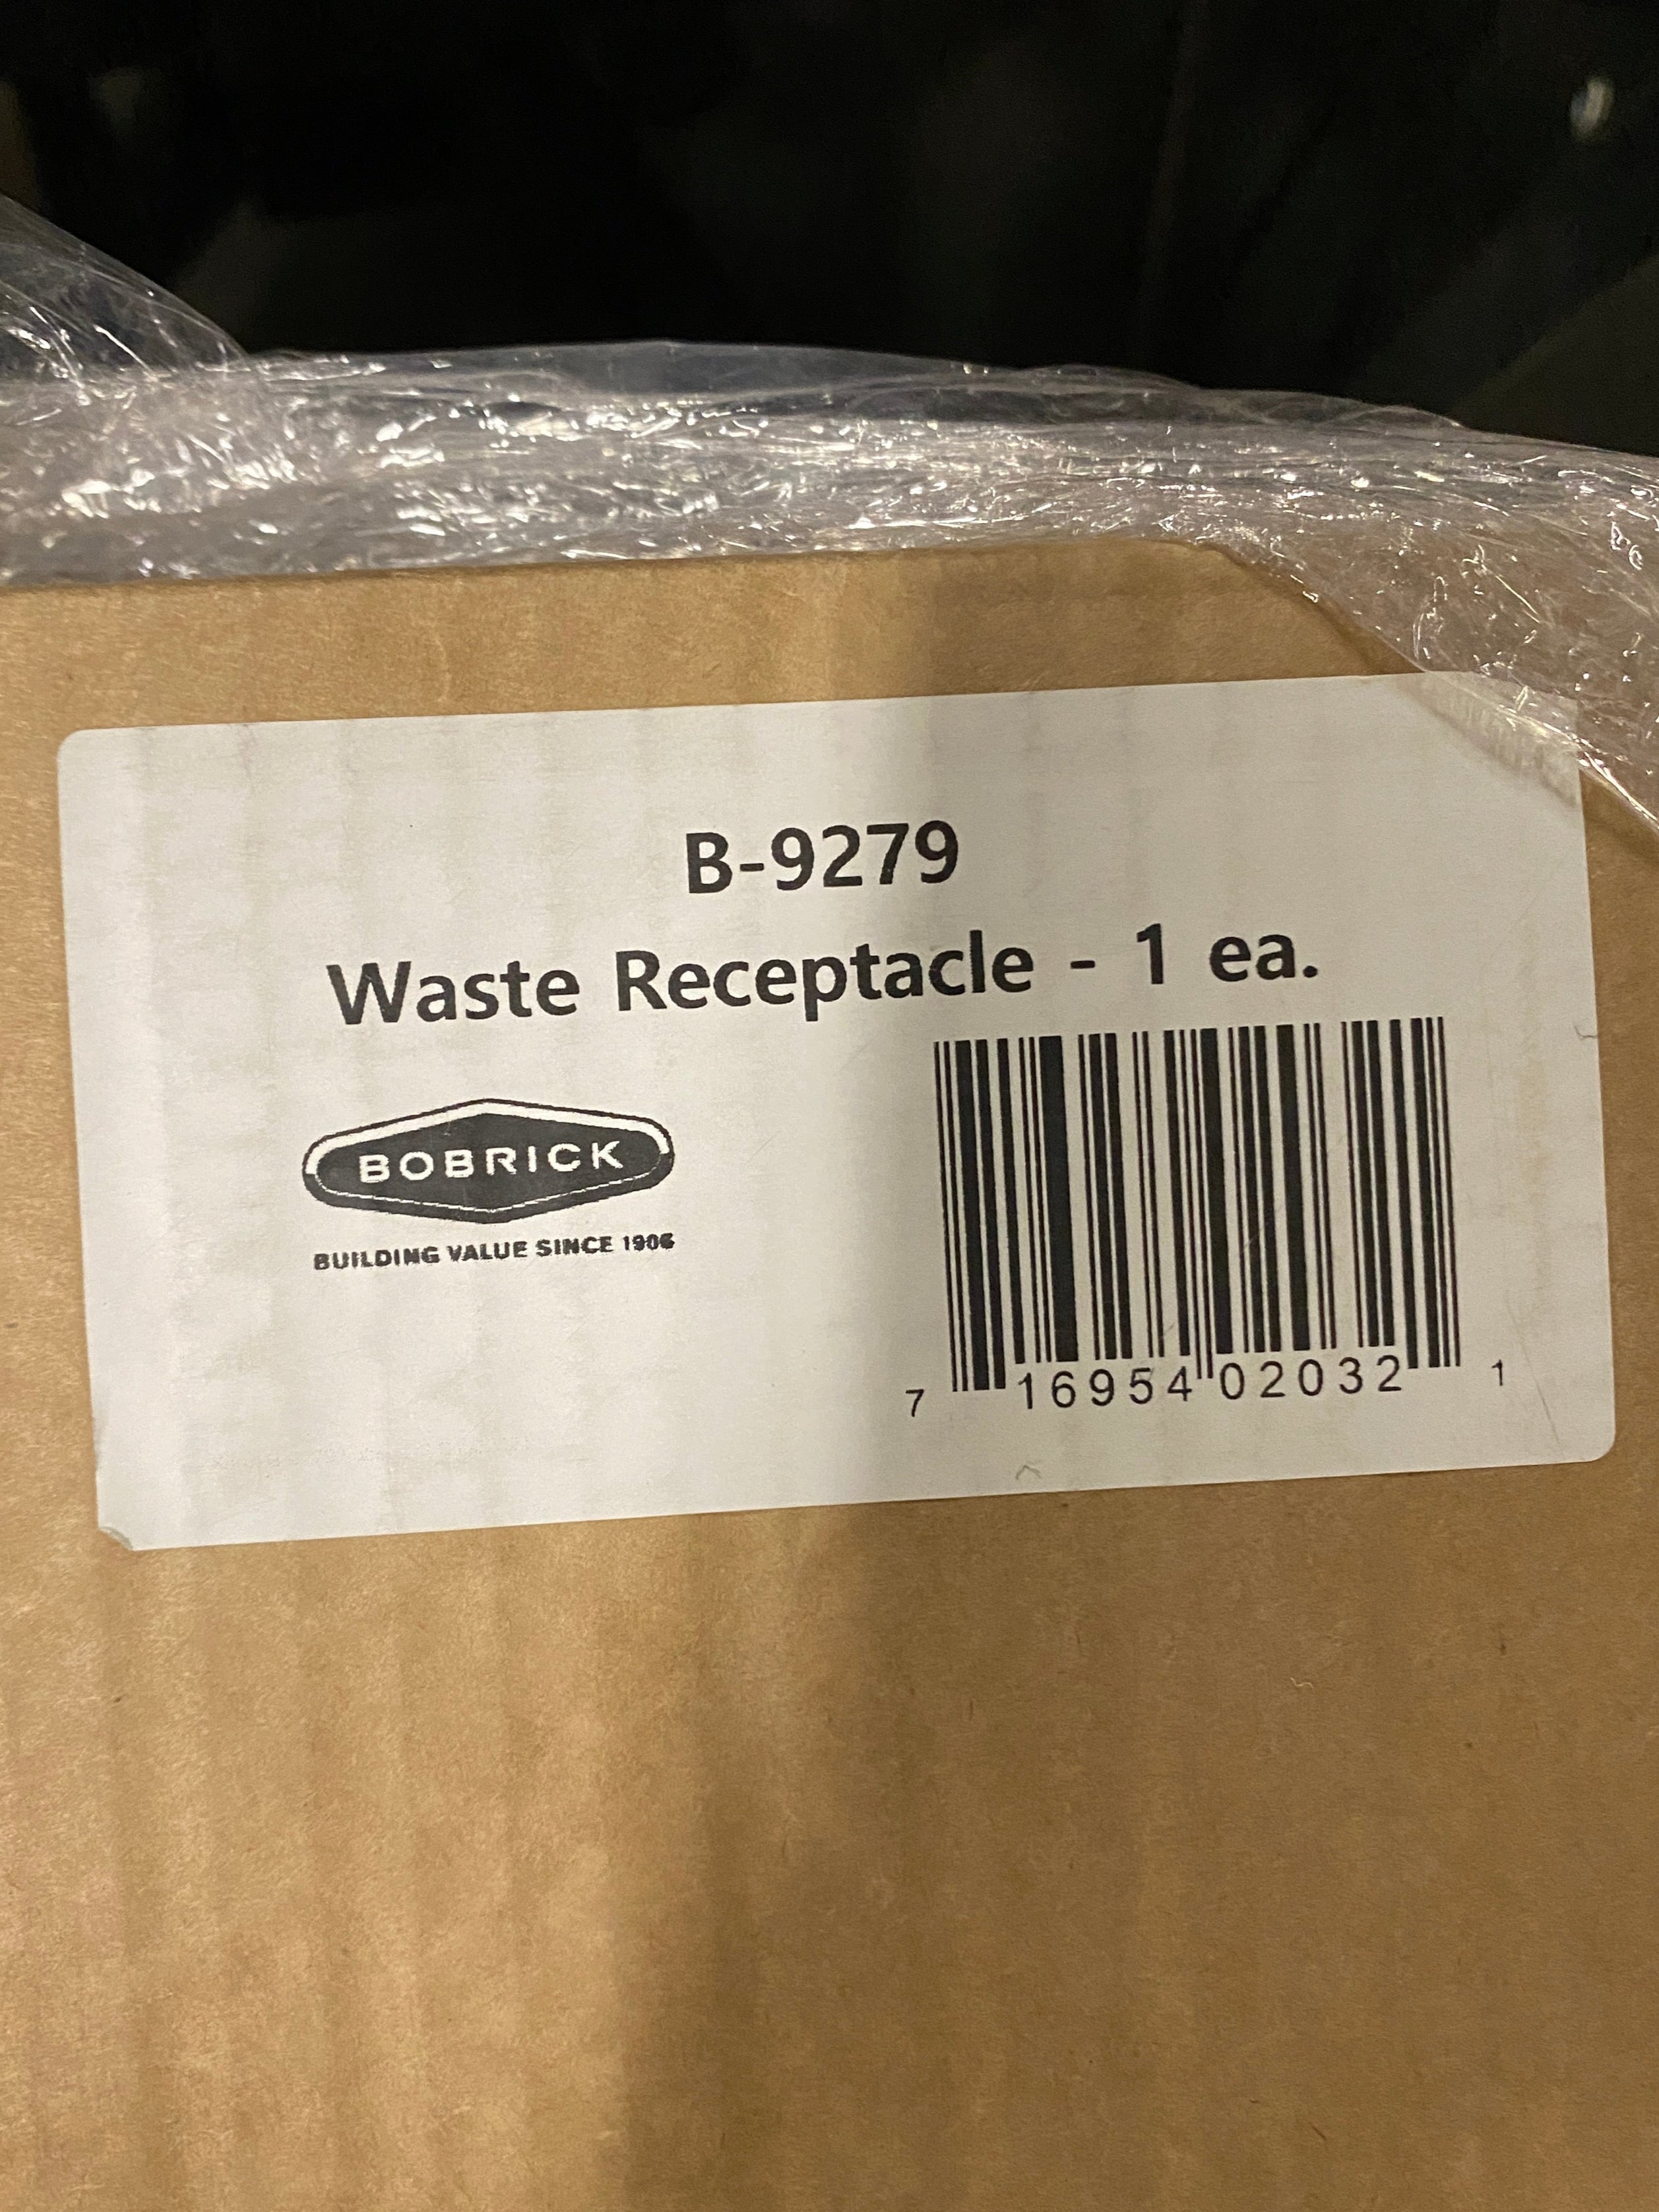 B-9279
Waste Receptacle - 1 ea.
BOBRICK
BUILDING VALUE SINCE 1906
7 16954 02032 1